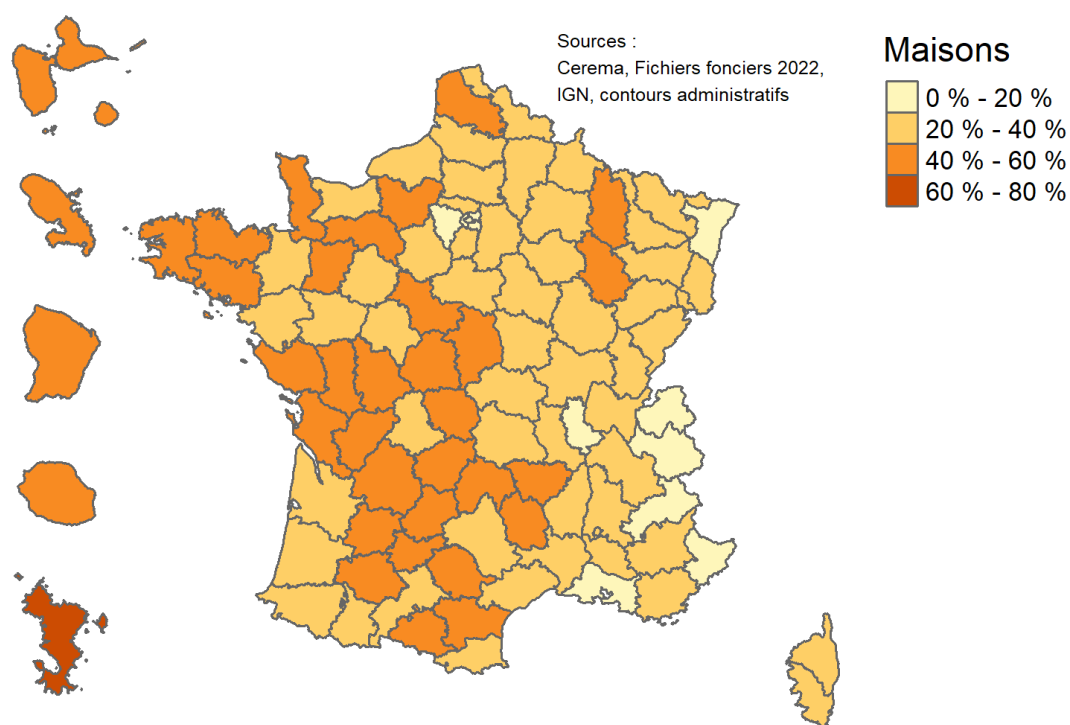 Sources :
Cerema, Fichiers fonciers 2022,
IGN, contours administratifs
Maisons
0 % - 20 %
20 % - 40 %
40 % - 60 %
60 % - 80 %